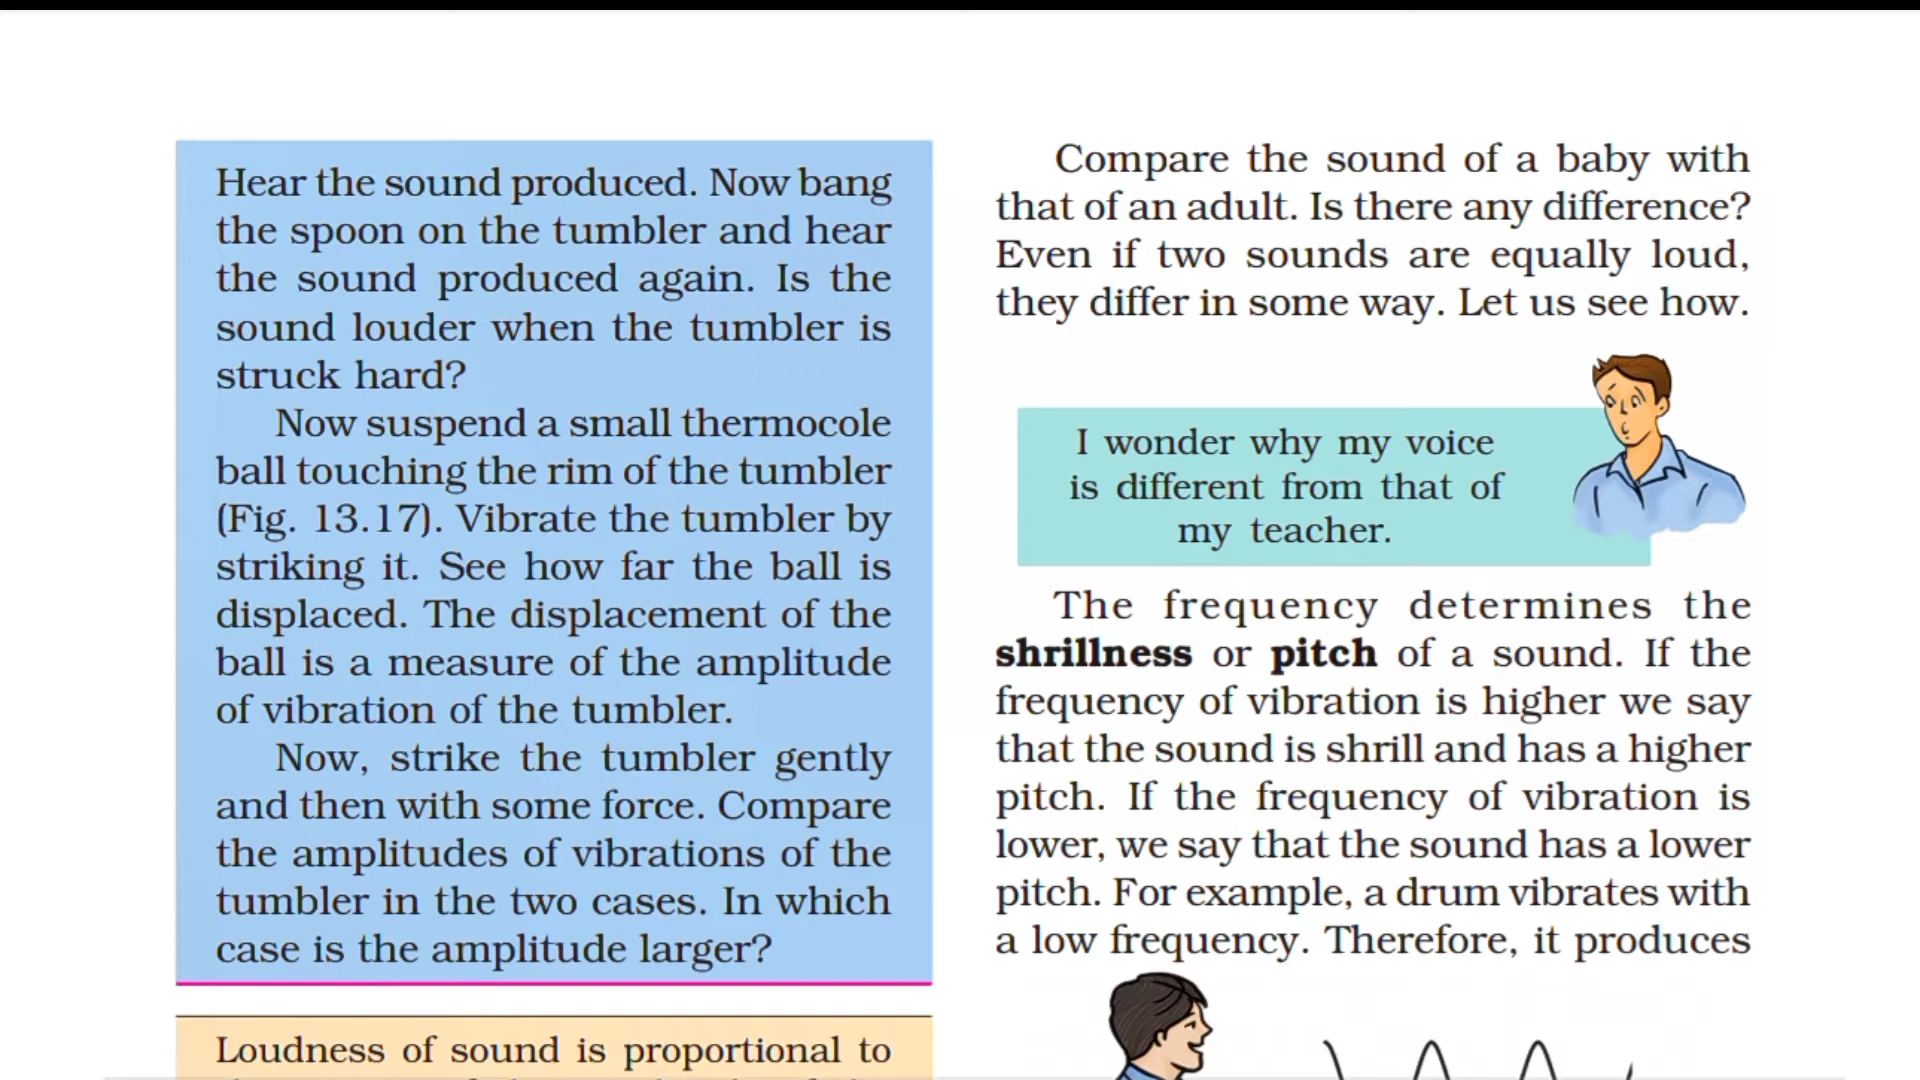 Hear the sound produced. Now bang
the spoon on the tumbler and hear
the sound produced again. Is the
sound louder when the tumbler is
struck hard?
Now suspend a small thermocole
ball touching the rim of the tumbler
(Fig. 13.17). Vibrate the tumbler by
striking it. See how far the ball is
displaced. The displacement of the
ball is a measure of the amplitude
of vibration of the tumbler.
Now, strike the tumbler gently
and then with some force. Compare
the amplitudes of vibrations of the
tumbler in the two cases. In which
case is the amplitude larger?
Loudness of sound is proportional to
Compare the sound of a baby with
that of an adult. Is there any difference?
Even if two sounds are equally loud,
they differ in some way. Let us see how.
I wonder why my voice
is different from that of
my teacher.
The frequency determines the
shrillness or pitch of a sound. If the
frequency of vibration is higher we say
that the sound is shrill and has a higher
pitch. If the frequency of vibration is
lower, we say that the sound has a lower
pitch. For example, a drum vibrates with
a low frequency. Therefore, it produces